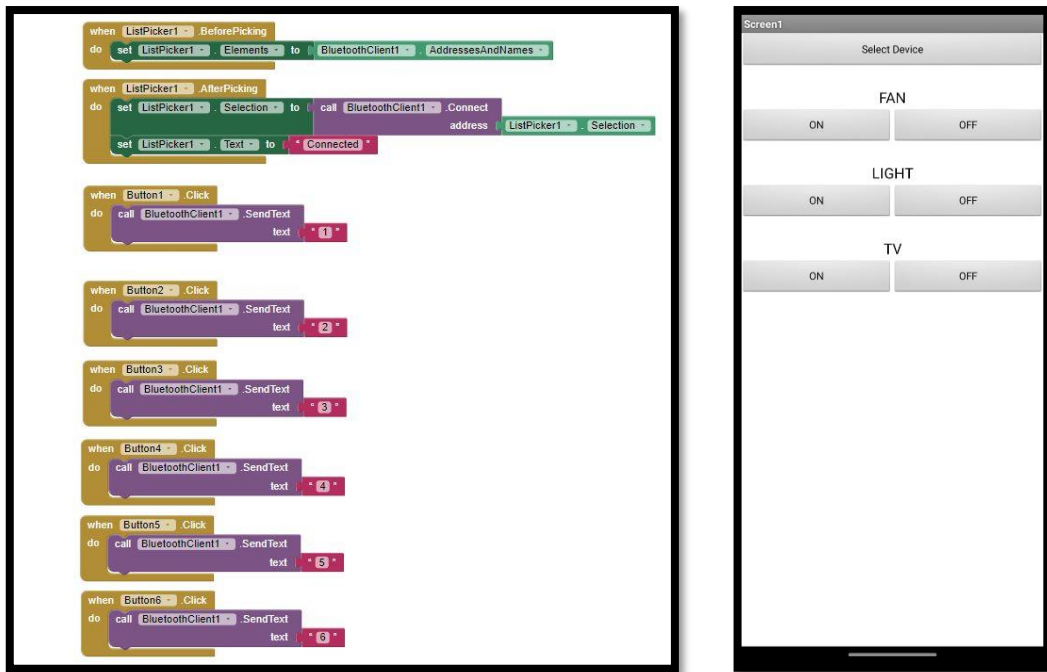 when ListPicker1 .BeforePicking
do set ListPicker1 . Elements to BluetoothClient1 . AddressesAndNames
when ListPicker1 .AfterPicking
do set ListPicker1 . Selection to call BluetoothClient1 .Connect
address ListPicker1 . Selection
set ListPicker1 . Text to " Connected "
when Button1 .Click
do call BluetoothClient1 .SendText
text " 1 "
when Button2 .Click
do call BluetoothClient1 .SendText
text " 2 "
when Button3 .Click
do call BluetoothClient1 .SendText
text " 3 "
when Button4 .Click
do call BluetoothClient1 .SendText
text " 4 "
when Button5 .Click
do call BluetoothClient1 .SendText
text " 5 "
when Button6 .Click
do call BluetoothClient1 .SendText
text " 6 "
Screen1
Select Device
FAN
ON OFF
LIGHT
ON OFF
TV
ON OFF